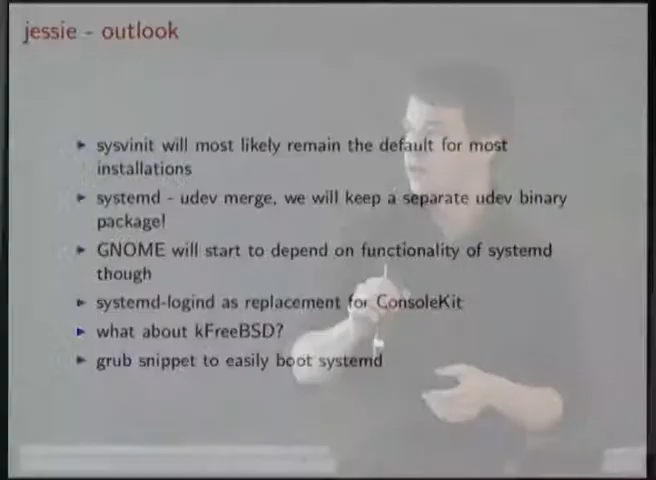 jessie - outlook
sysvinit will most likely remain the default for most
installations
systemd - udev merge, we will keep a separate udev binary
package!
GNOME will start to depend on functionality of systemd
though
systemd-logind as replacement for ConsoleKit
what about kFreeBSD?
grub snippet to easily boot systemd